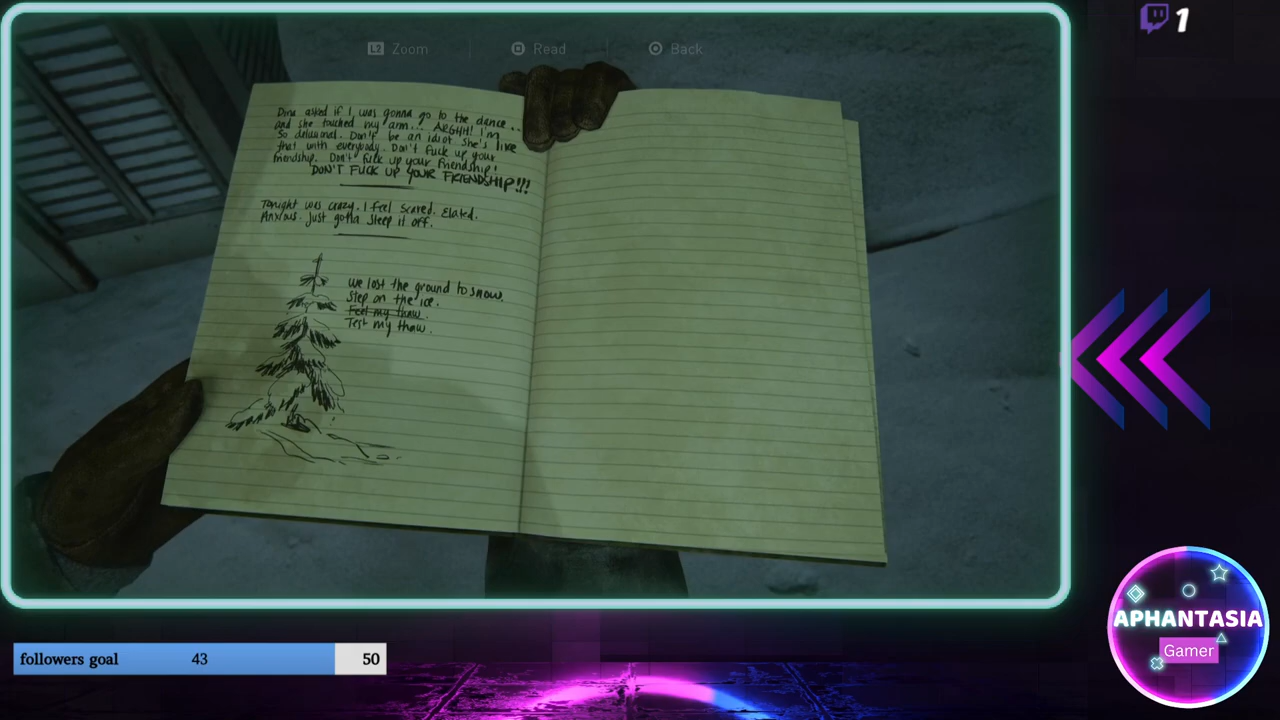 1
L2 Zoom
Read
Back
Dina asked if I was gonna go to the dance...
and she touched my arm... ARGHH! I'm
so delusional. Don't be an idiot. She's like
that with everybody. Don't fuck up your
friendship. Don't fuck up your friendship!
DON'T FUCK UP YOUR FRIENDSHIP!!!
Tonight was crazy. I feel scared. Elated.
Anxious. Just gotta sleep it off.
We lost the ground to snow.
Step on the ice.
Feel my thaw.
Test my thaw.
followers goal 43 50
APHANTASIA
Gamer